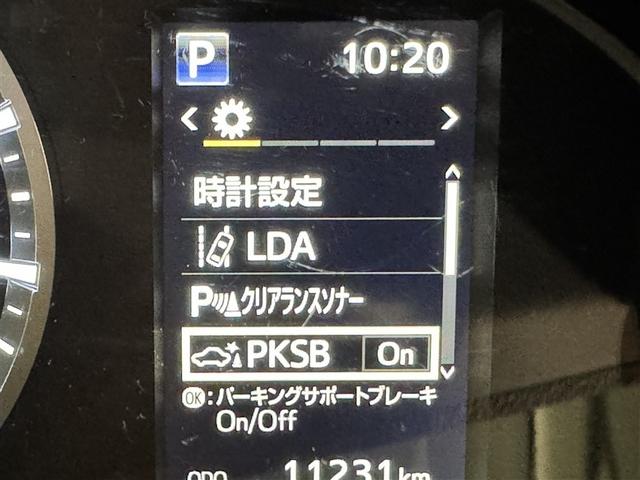 P 10:20
時計設定
LDA
P クリアランスソナー
PKSB On
OK:パーキングサポートブレーキ
On/Off
ODO 11231km